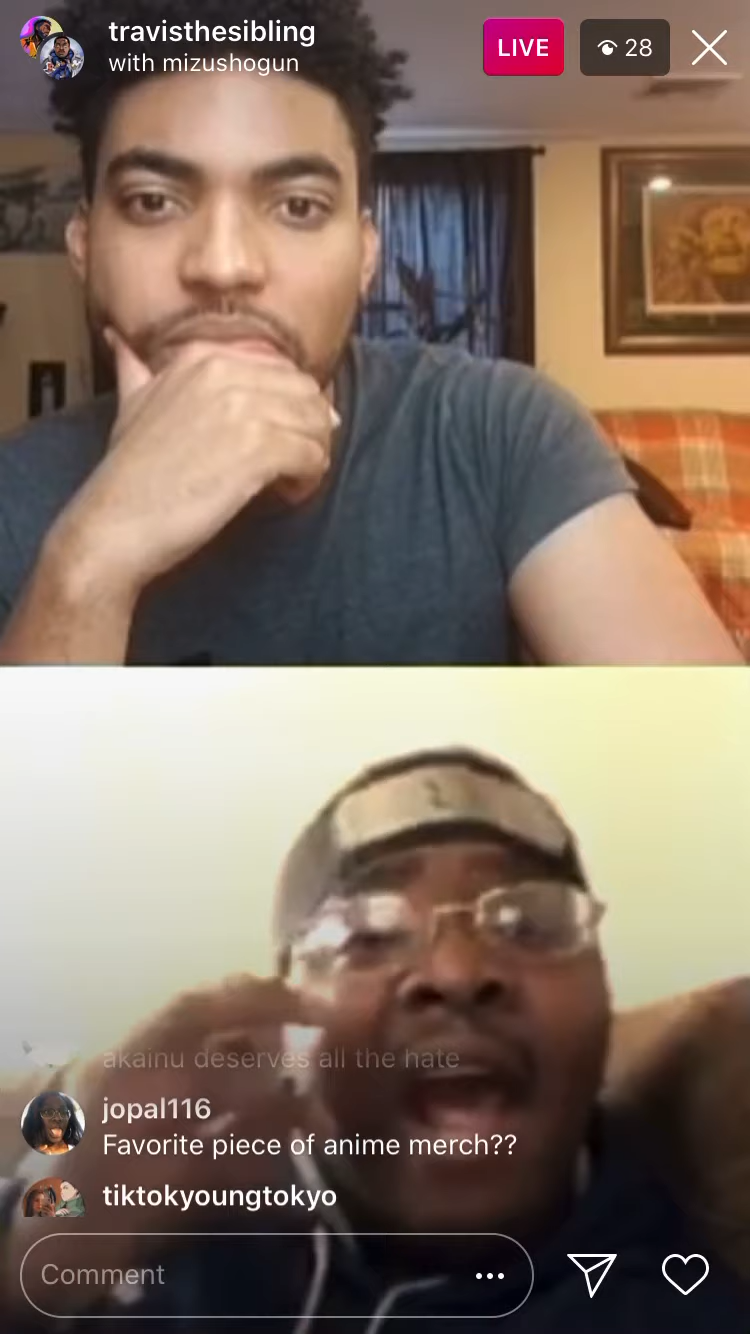 travisthesibling
with mizushogun
LIVE
28
akainu deserves all the hate
jopal116
Favorite piece of anime merch??
tiktokyoungtokyo
Comment